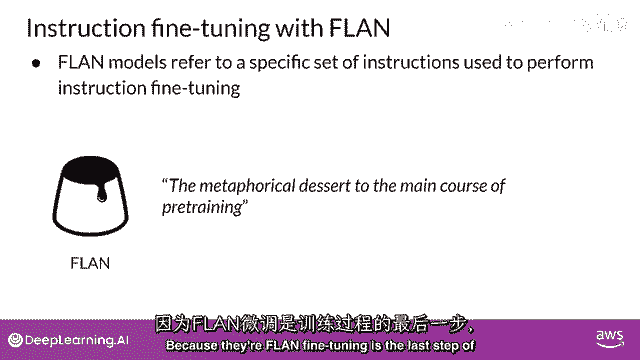 Instruction fine-tuning with FLAN
● FLAN models refer to a specific set of instructions used to perform
instruction fine-tuning
"The metaphorical dessert to the main course of
pretraining"
FLAN
因为FLAN微调是训练过程的最后一步,
Because they're FLAN fine-tuning is the last step of
DeepLearning.AI
aws